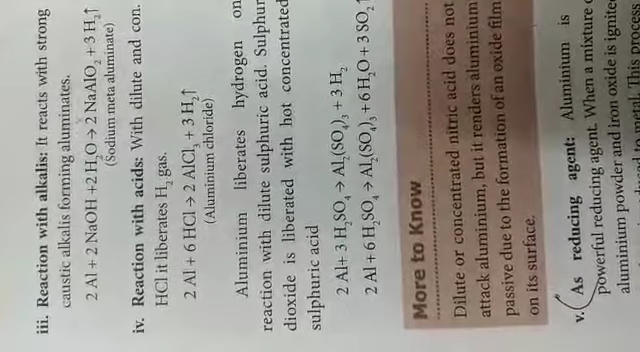 iii. Reaction with alkalis: It reacts with strong
caustic alkalis forming aluminates.
2 Al + 2 NaOH + 2 H₂O → 2 NaAlO₂ + 3 H₂↑
(Sodium meta aluminate)
iv. Reaction with acids: With dilute and con.
HCl it liberates H₂ gas.
2 Al + 6 HCl → 2 AlCl₃ + 3 H₂↑
(Aluminium chloride)
Aluminium liberates hydrogen on
reaction with dilute sulphuric acid. Sulphur
dioxide is liberated with hot concentrated
sulphuric acid
2 Al + 3 H₂SO₄ → Al₂(SO₄)₃ + 3 H₂
2 Al + 6 H₂SO₄ → Al₂(SO₄)₃ + 6 H₂O + 3 SO₂↑
More to Know
Dilute or concentrated nitric acid does not
attack aluminium, but it renders aluminium
passive due to the formation of an oxide film
on its surface.
v. As reducing agent: Aluminium is
powerful reducing agent. When a mixture
aluminium powder and iron oxide is ignited
to metal. This process